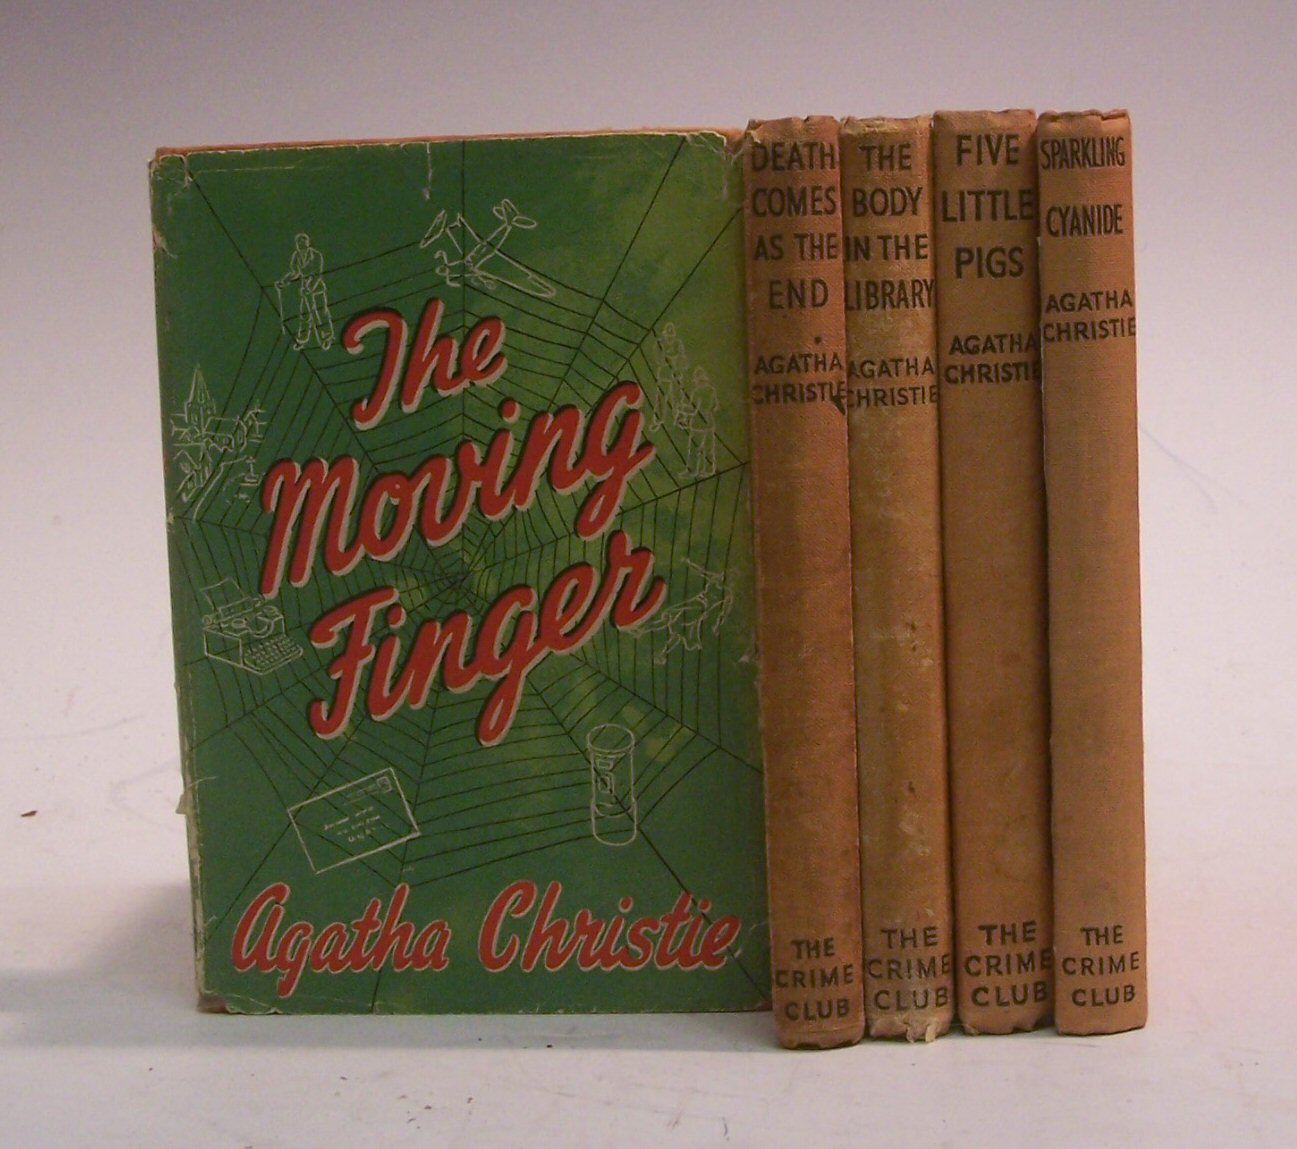 The
Moving
Finger
Agatha Christie
DEATH
COMES
AS THE
END
AGATHA
CHRISTIE
THE
CRIME
CLUB
THE
BODY
IN THE
LIBRARY
AGATHA
CHRISTIE
THE
CRIME
CLUB
FIVE
LITTLE
PIGS
AGATHA
CHRISTIE
THE
CRIME
CLUB
SPARKLING
CYANIDE
AGATHA
CHRISTIE
THE
CRIME
CLUB